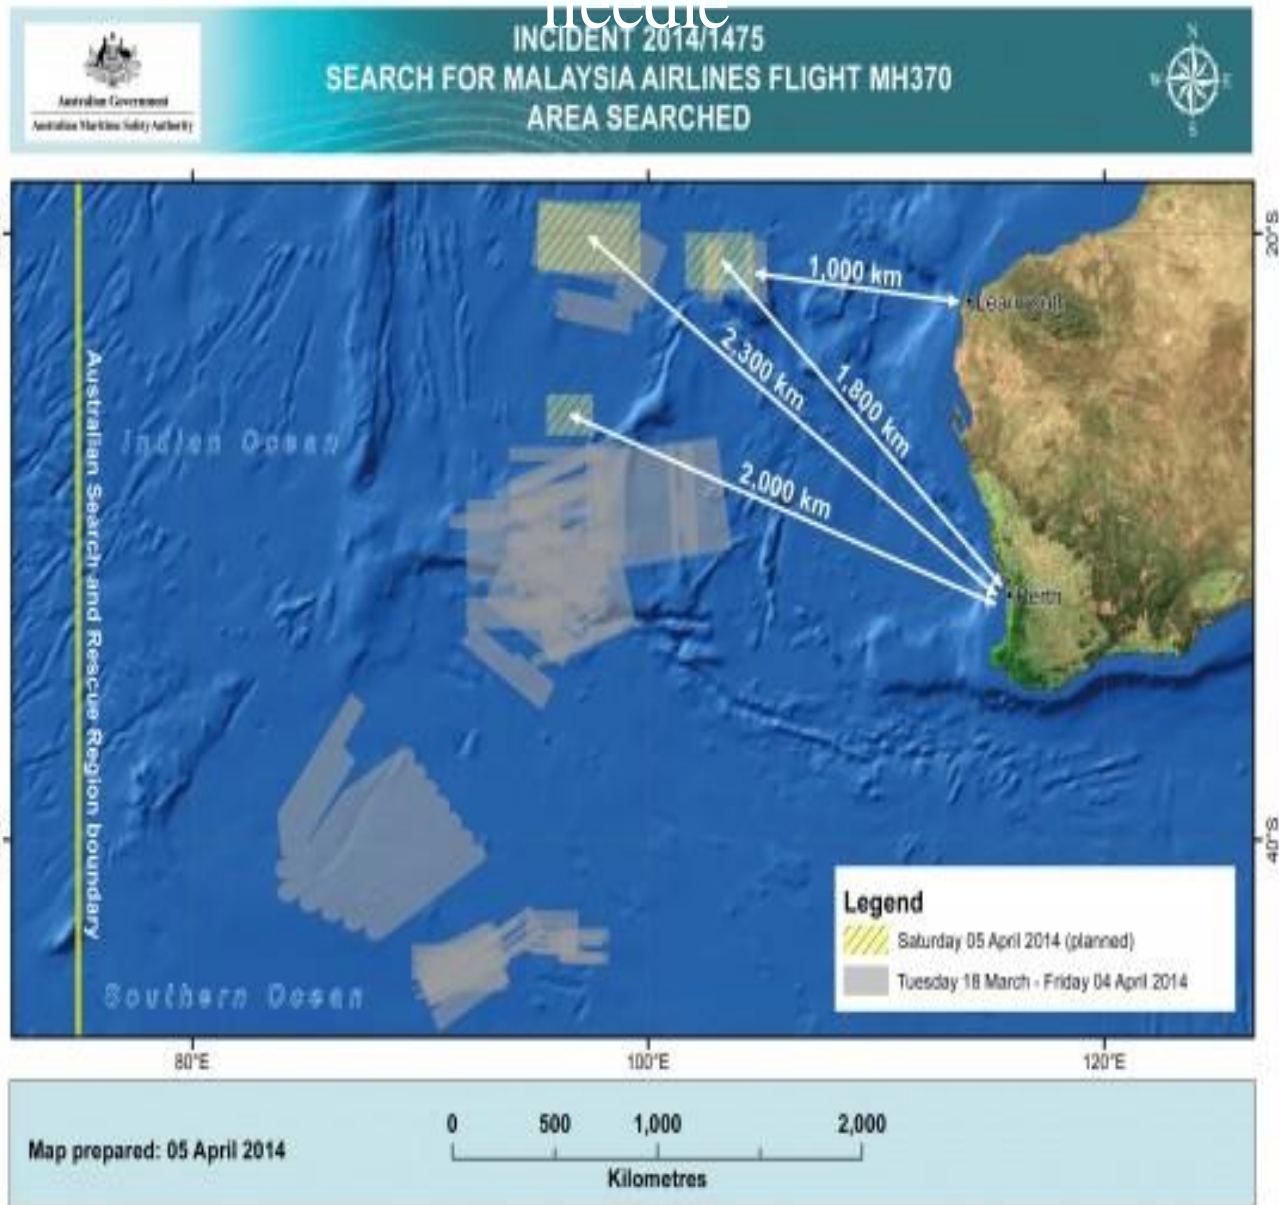 needle
INCIDENT 2014/1475
SEARCH FOR MALAYSIA AIRLINES FLIGHT MH370
AREA SEARCHED
Australian Government
Australian Maritime Safety Authority
N
W
E
S
20°S
1,000 km
Learmonth
2,300 km
1,800 km
Australian Search and Rescue Region boundary
Indian Ocean
2,000 km
Perth
40°S
Legend
Saturday 05 April 2014 (planned)
Tuesday 18 March - Friday 04 April 2014
Southern Ocean
80°E
100°E
120°E
Map prepared: 05 April 2014
0
500
1,000
2,000
Kilometres